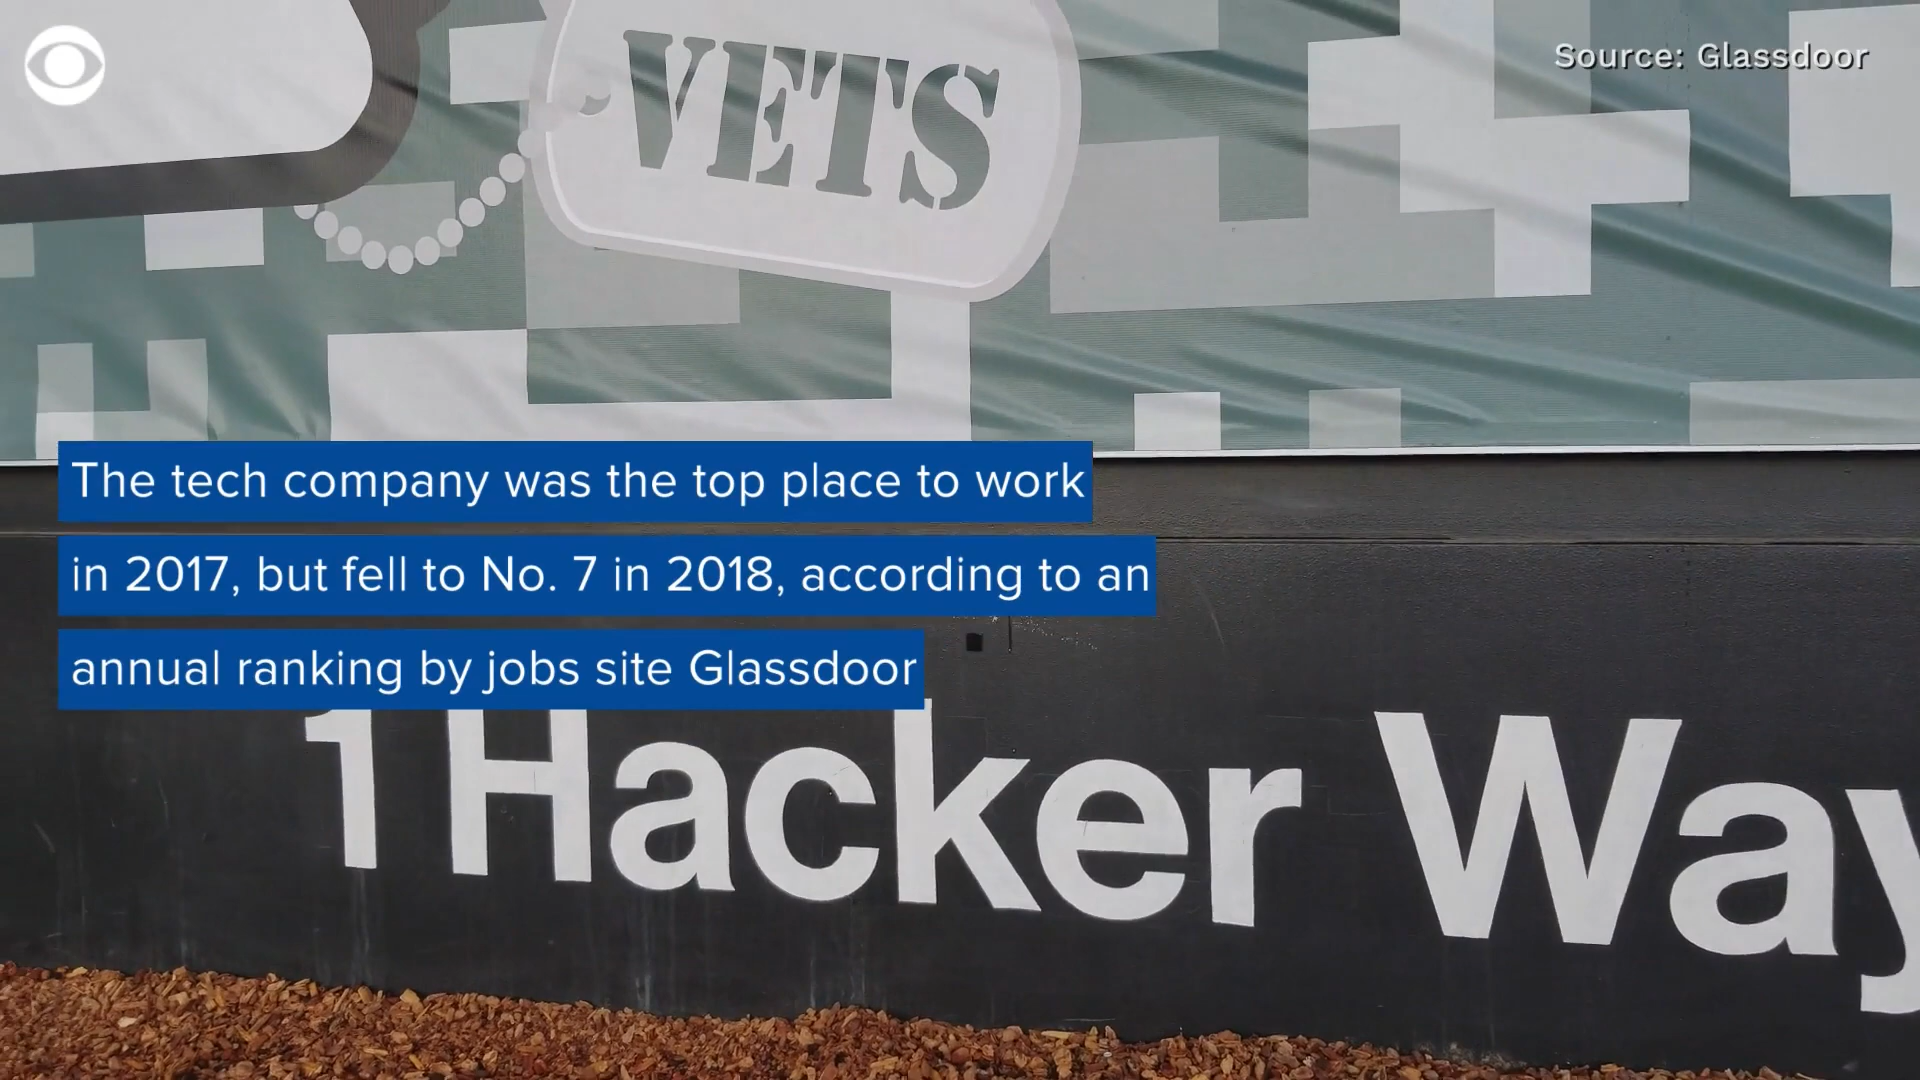 VETS
Source: Glassdoor
The tech company was the top place to work
in 2017, but fell to No. 7 in 2018, according to an
annual ranking by jobs site Glassdoor
1 Hacker Way